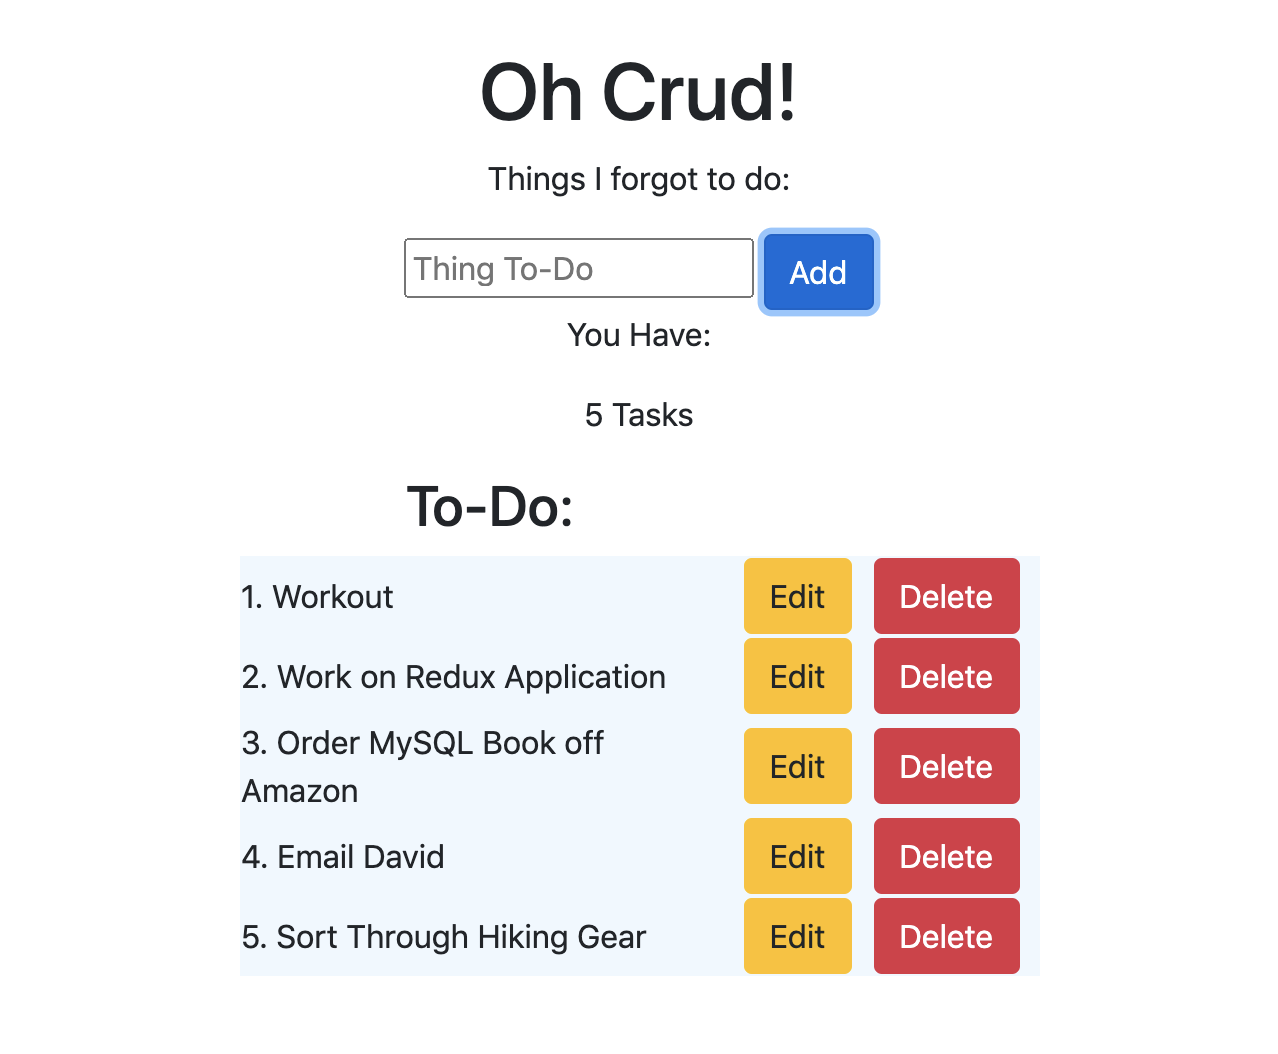 Oh Crud!
Things I forgot to do:
Thing To-Do Add
You Have:
5 Tasks
To-Do:
1. Workout Edit Delete
2. Work on Redux Application Edit Delete
3. Order MySQL Book off
Amazon Edit Delete
4. Email David Edit Delete
5. Sort Through Hiking Gear Edit Delete